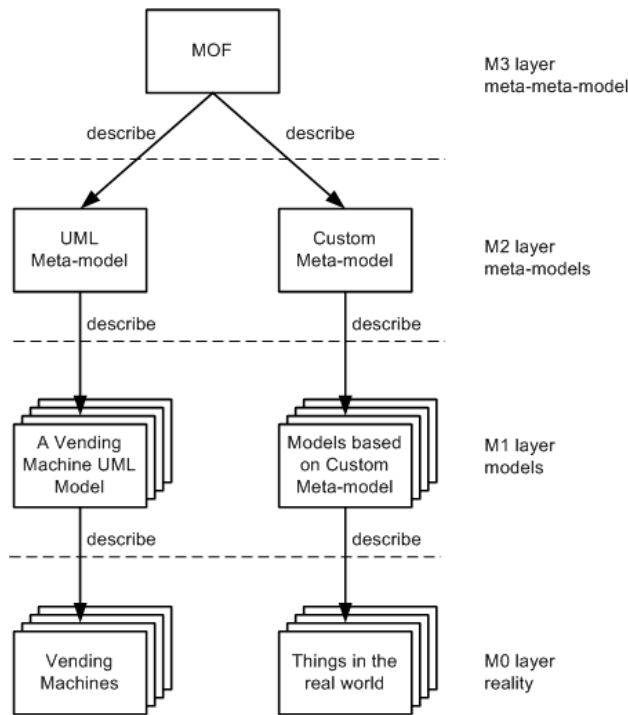 MOF
M3 layer
meta-meta-model
describe
describe
UML
Meta-model
Custom
Meta-model
M2 layer
meta-models
describe
describe
A Vending
Machine UML
Model
Models based
on Custom
Meta-model
M1 layer
models
describe
describe
Vending
Machines
Things in the
real world
M0 layer
reality